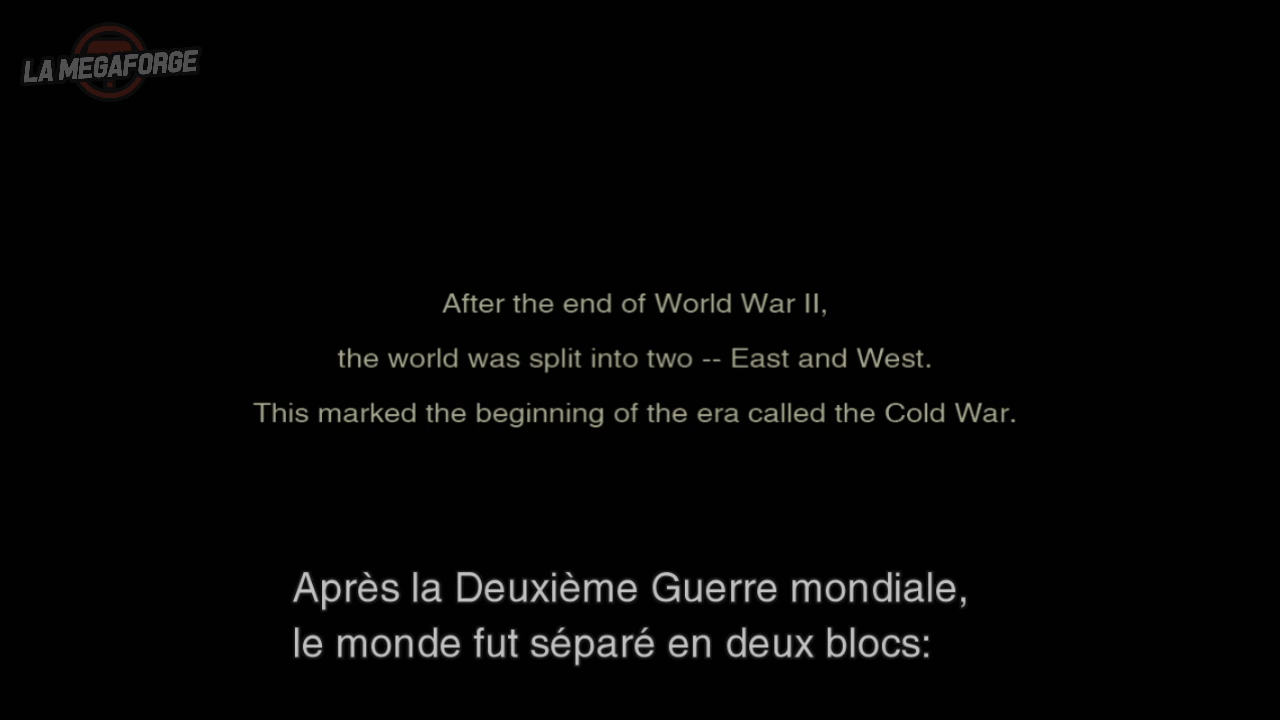 LA MEGAFORGE
After the end of World War II,
the world was split into two -- East and West.
This marked the beginning of the era called the Cold War.
Après la Deuxième Guerre mondiale,
le monde fut séparé en deux blocs: